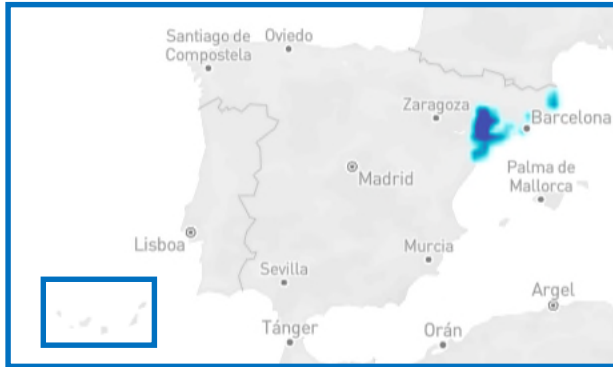 Santiago de
Compostela
Oviedo
Zaragoza
Barcelona
Madrid
Palma de
Mallorca
Lisboa
Murcia
Sevilla
Argel
Tánger
Orán